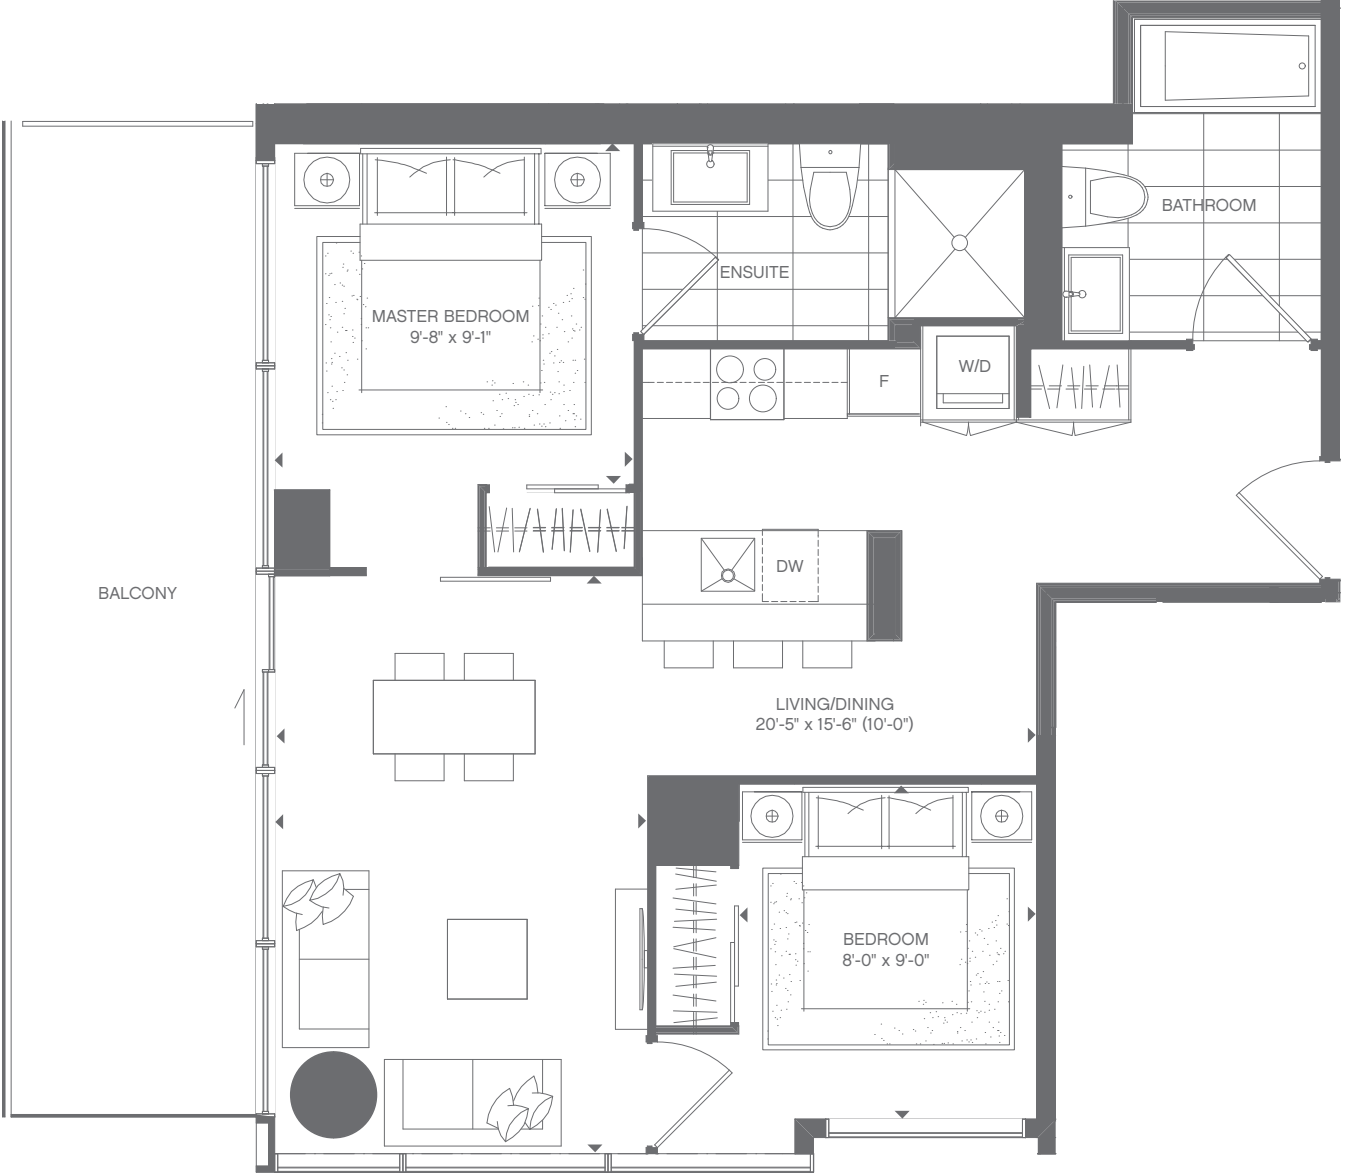 BATHROOM
ENSUITE
MASTER BEDROOM
9'-8" x 9'-1"
W/D
F
DW
BALCONY
LIVING/DINING
20'-5" x 15'-6" (10'-0")
BEDROOM
8'-0" x 9'-0"